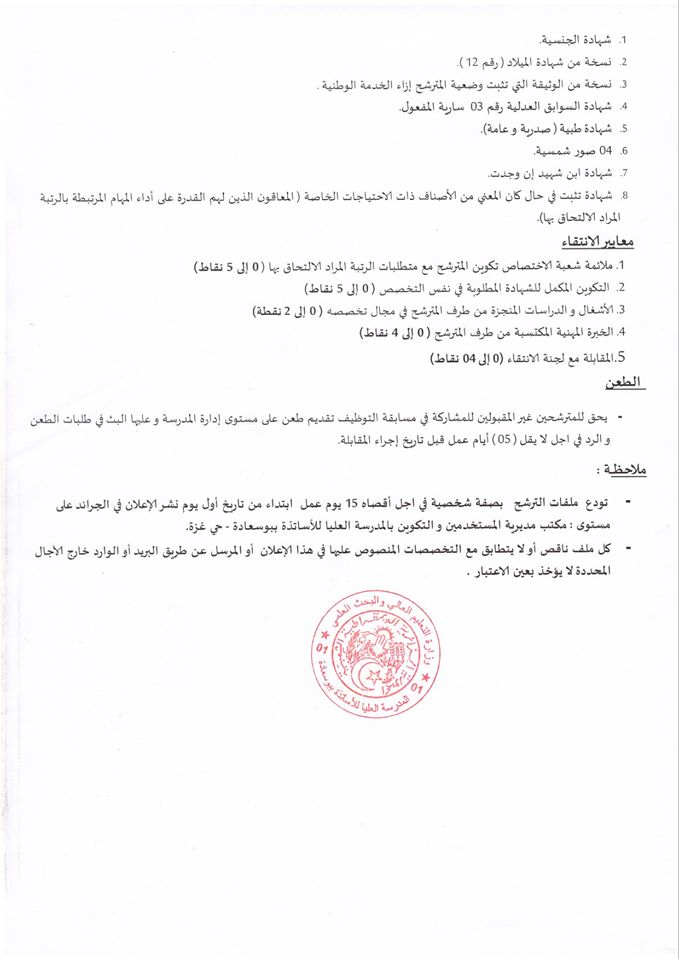 1. شهادة الجنسية.
2. نسخة من شهادة الميلاد ( رقم 12 ).
3. نسخة من الوثيقة التي تثبت وضعية المترشح إزاء الخدمة الوطنية .
4. شهادة السوابق العدلية رقم 03 سارية المفعول.
5. شهادة طبية ( صدرية و عامة).
6. 04 صور شمسية.
7. شهادة ابن شهيد إن وجدت.
8. شهادة تثبت في حال كان المعني من الأصناف ذات الاحتياجات الخاصة ( المعاقون الذين لهم القدرة على أداء المهام المرتبطة بالرتبة
المراد الالتحاق بها).
معايير الانتقاء
1. ملائمة شعبة الاختصاص تكوين المترشح مع متطلبات الرتبة المراد الالتحاق بها ( 0 إلى 5 نقاط)
2. التكوين المكمل للشهادة المطلوبة في نفس التخصص ( 0 إلى 5 نقاط)
3. الأشغال و الدراسات المنجزة من طرف المترشح في مجال تخصصه ( 0 إلى 2 نقطة)
4. الخبرة المهنية المكتسبة من طرف المترشح ( 0 إلى 4 نقاط)
5.المقابلة مع لجنة الانتقاء (0 إلى 04 نقاط)
الطعن
- يحق للمترشحين غير المقبولين للمشاركة في مسابقة التوظيف تقديم طعن على مستوى إدارة المدرسة و عليها البث في طلبات الطعن
و الرد في اجل لا يقل ( 05 ) أيام عمل قبل تاريخ إجراء المقابلة.
ملاحظة :
- تودع ملفات الترشح بصفة شخصية في اجل أقصاه 15 يوم عمل ابتداء من تاريخ أول يوم نشر الإعلان في الجرائد على
مستوى : مكتب مديرية المستخدمين و التكوين بالمدرسة العليا للأساتذة ببوسعادة - حي غزة.
- كل ملف ناقص أو لا يتطابق مع التخصصات المنصوص عليها في هذا الإعلان أو المرسل عن طريق البريد أو الوارد خارج الآجال
المحددة لا يؤخذ بعين الاعتبار .
وزارة التعليم العالي والبحث العلمي
01
01
المدرسة العليا للأساتذة ببوسعادة